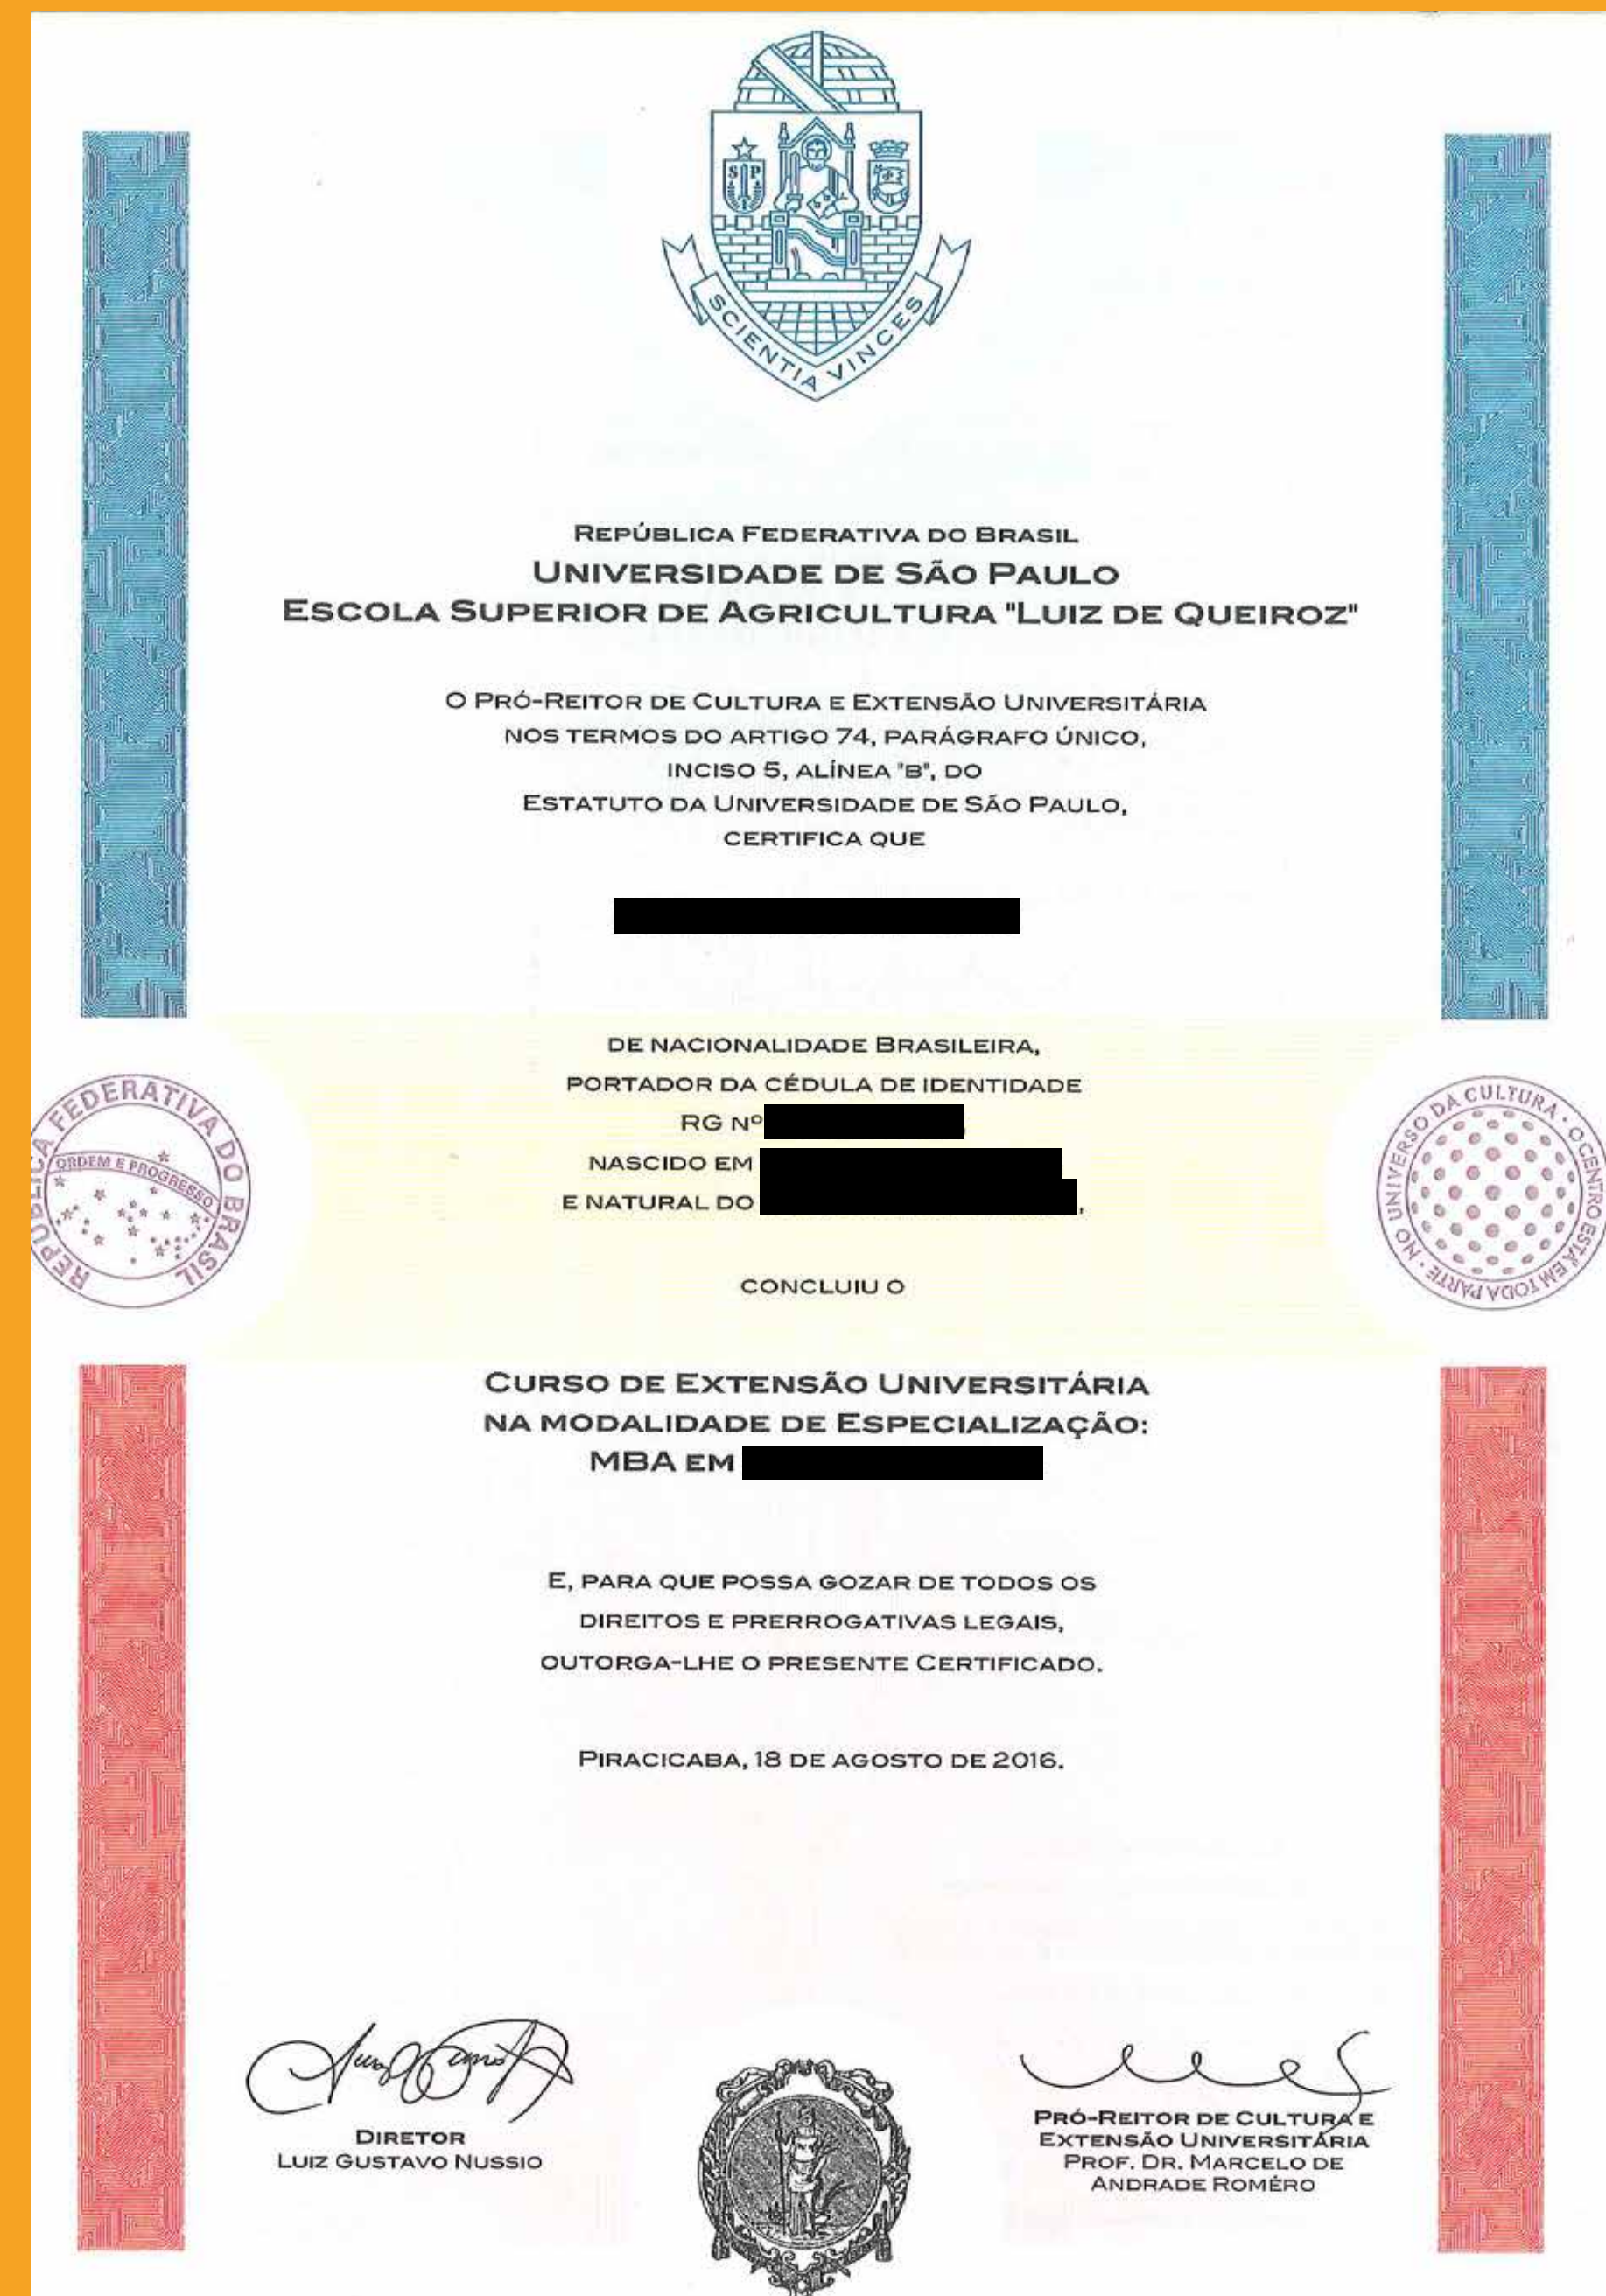 S P
SCIENTIA VINCES
REPÚBLICA FEDERATIVA DO BRASIL
UNIVERSIDADE DE SÃO PAULO
ESCOLA SUPERIOR DE AGRICULTURA "LUIZ DE QUEIROZ"
O PRÓ-REITOR DE CULTURA E EXTENSÃO UNIVERSITÁRIA
NOS TERMOS DO ARTIGO 74, PARÁGRAFO ÚNICO,
INCISO 5, ALÍNEA "B", DO
ESTATUTO DA UNIVERSIDADE DE SÃO PAULO,
CERTIFICA QUE
DE NACIONALIDADE BRASILEIRA,
PORTADOR DA CÉDULA DE IDENTIDADE
RG Nº
NASCIDO EM
E NATURAL DO ,
REPÚBLICA FEDERATIVA DO BRASIL
ORDEM E PROGRESSO
NO UNIVERSO DA CULTURA · O CENTRO ESTÁ EM TODA PARTE ·
CONCLUIU O
CURSO DE EXTENSÃO UNIVERSITÁRIA
NA MODALIDADE DE ESPECIALIZAÇÃO:
MBA EM
E, PARA QUE POSSA GOZAR DE TODOS OS
DIREITOS E PRERROGATIVAS LEGAIS,
OUTORGA-LHE O PRESENTE CERTIFICADO.
PIRACICABA, 18 DE AGOSTO DE 2016.
DIRETOR
LUIZ GUSTAVO NUSSIO
PRÓ-REITOR DE CULTURA E
EXTENSÃO UNIVERSITÁRIA
PROF. DR. MARCELO DE
ANDRADE ROMÉRO